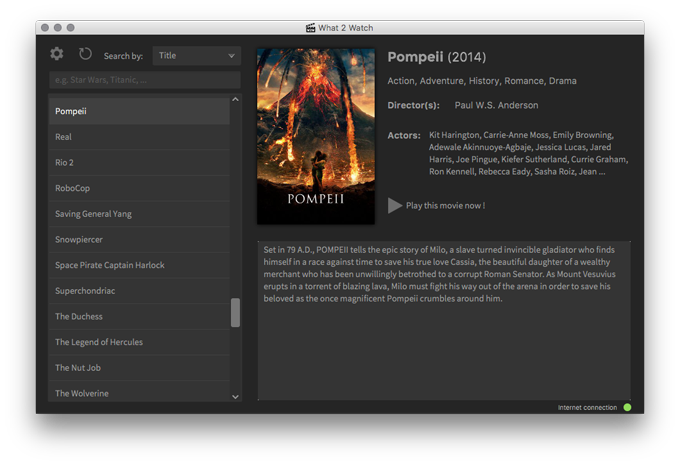 What 2 Watch
Search by:
Title
e.g. Star Wars, Titanic, ...
Pompeii
Real
Rio 2
RoboCop
Saving General Yang
Snowpiercer
Space Pirate Captain Harlock
Superchondriac
The Duchess
The Legend of Hercules
The Nut Job
The Wolverine
POMPEII
Pompeii (2014)
Action, Adventure, History, Romance, Drama
Director(s): Paul W.S. Anderson
Actors: Kit Harington, Carrie-Anne Moss, Emily Browning,
Adewale Akinnuoye-Agbaje, Jessica Lucas, Jared
Harris, Joe Pingue, Kiefer Sutherland, Currie Graham,
Ron Kennell, Rebecca Eady, Sasha Roiz, Jean ...
Play this movie now !
Set in 79 A.D., POMPEII tells the epic story of Milo, a slave turned invincible gladiator who finds
himself in a race against time to save his true love Cassia, the beautiful daughter of a wealthy
merchant who has been unwillingly betrothed to a corrupt Roman Senator. As Mount Vesuvius
erupts in a torrent of blazing lava, Milo must fight his way out of the arena in order to save his
beloved as the once magnificent Pompeii crumbles around him.
Internet connection